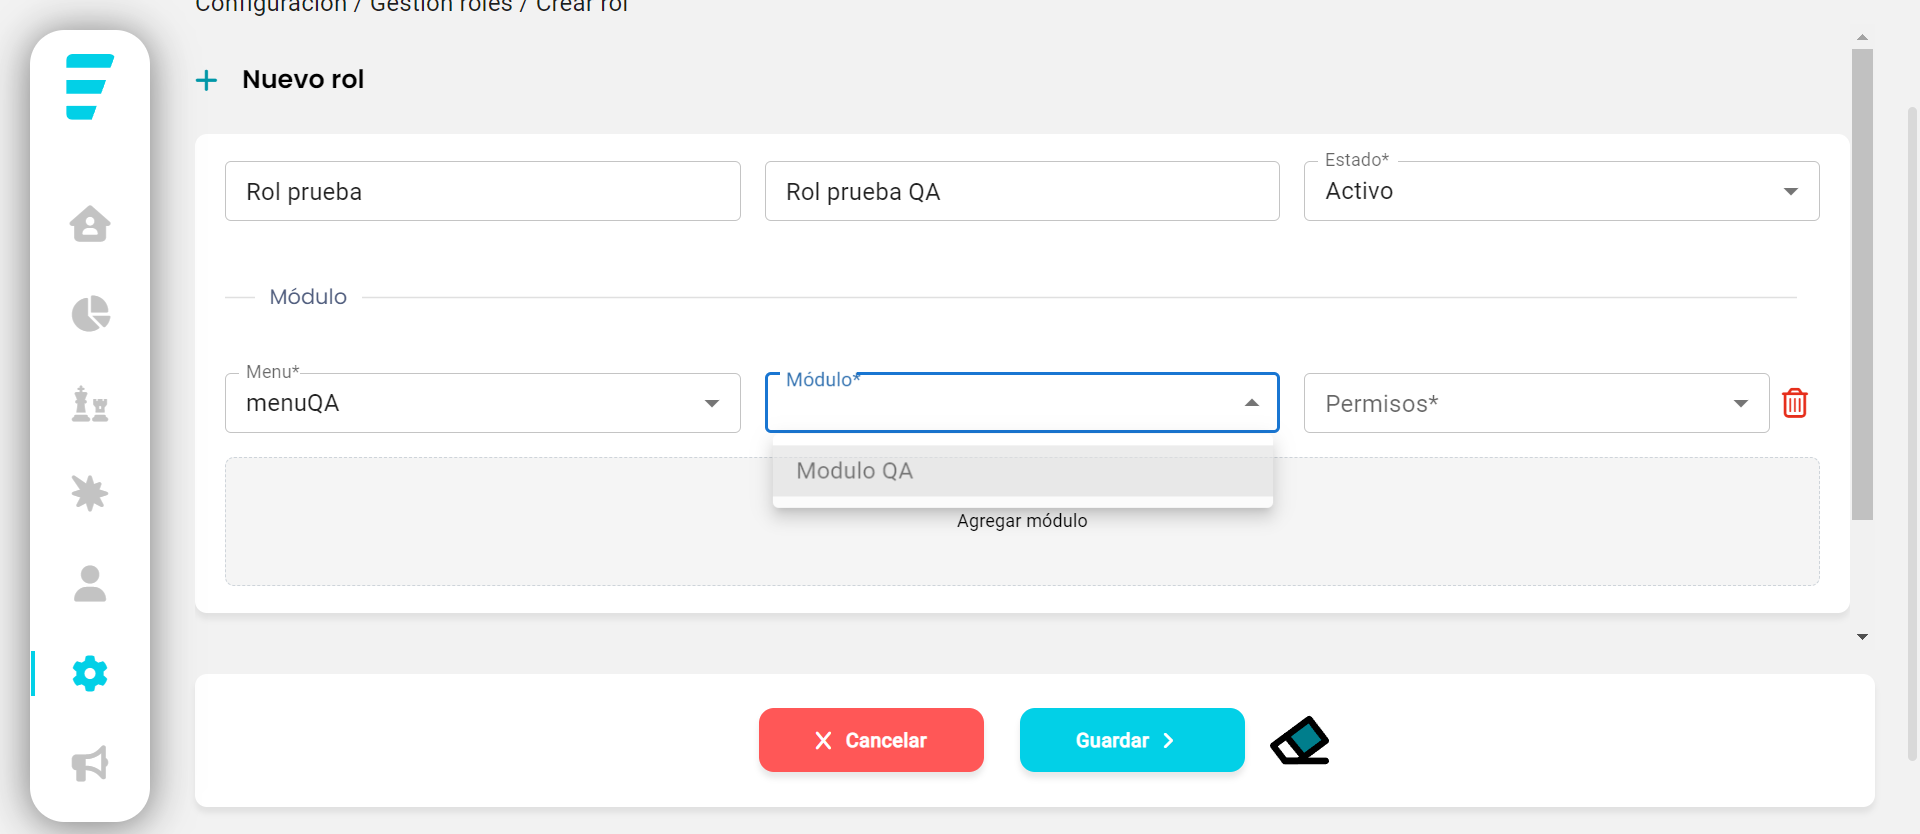 Configuración / Gestión roles / Crear rol
Nuevo rol
Rol prueba
Rol prueba QA
Estado*
Activo
Módulo
Menu*
menuQA
Módulo*
Permisos*
Modulo QA
Agregar módulo
Cancelar
Guardar